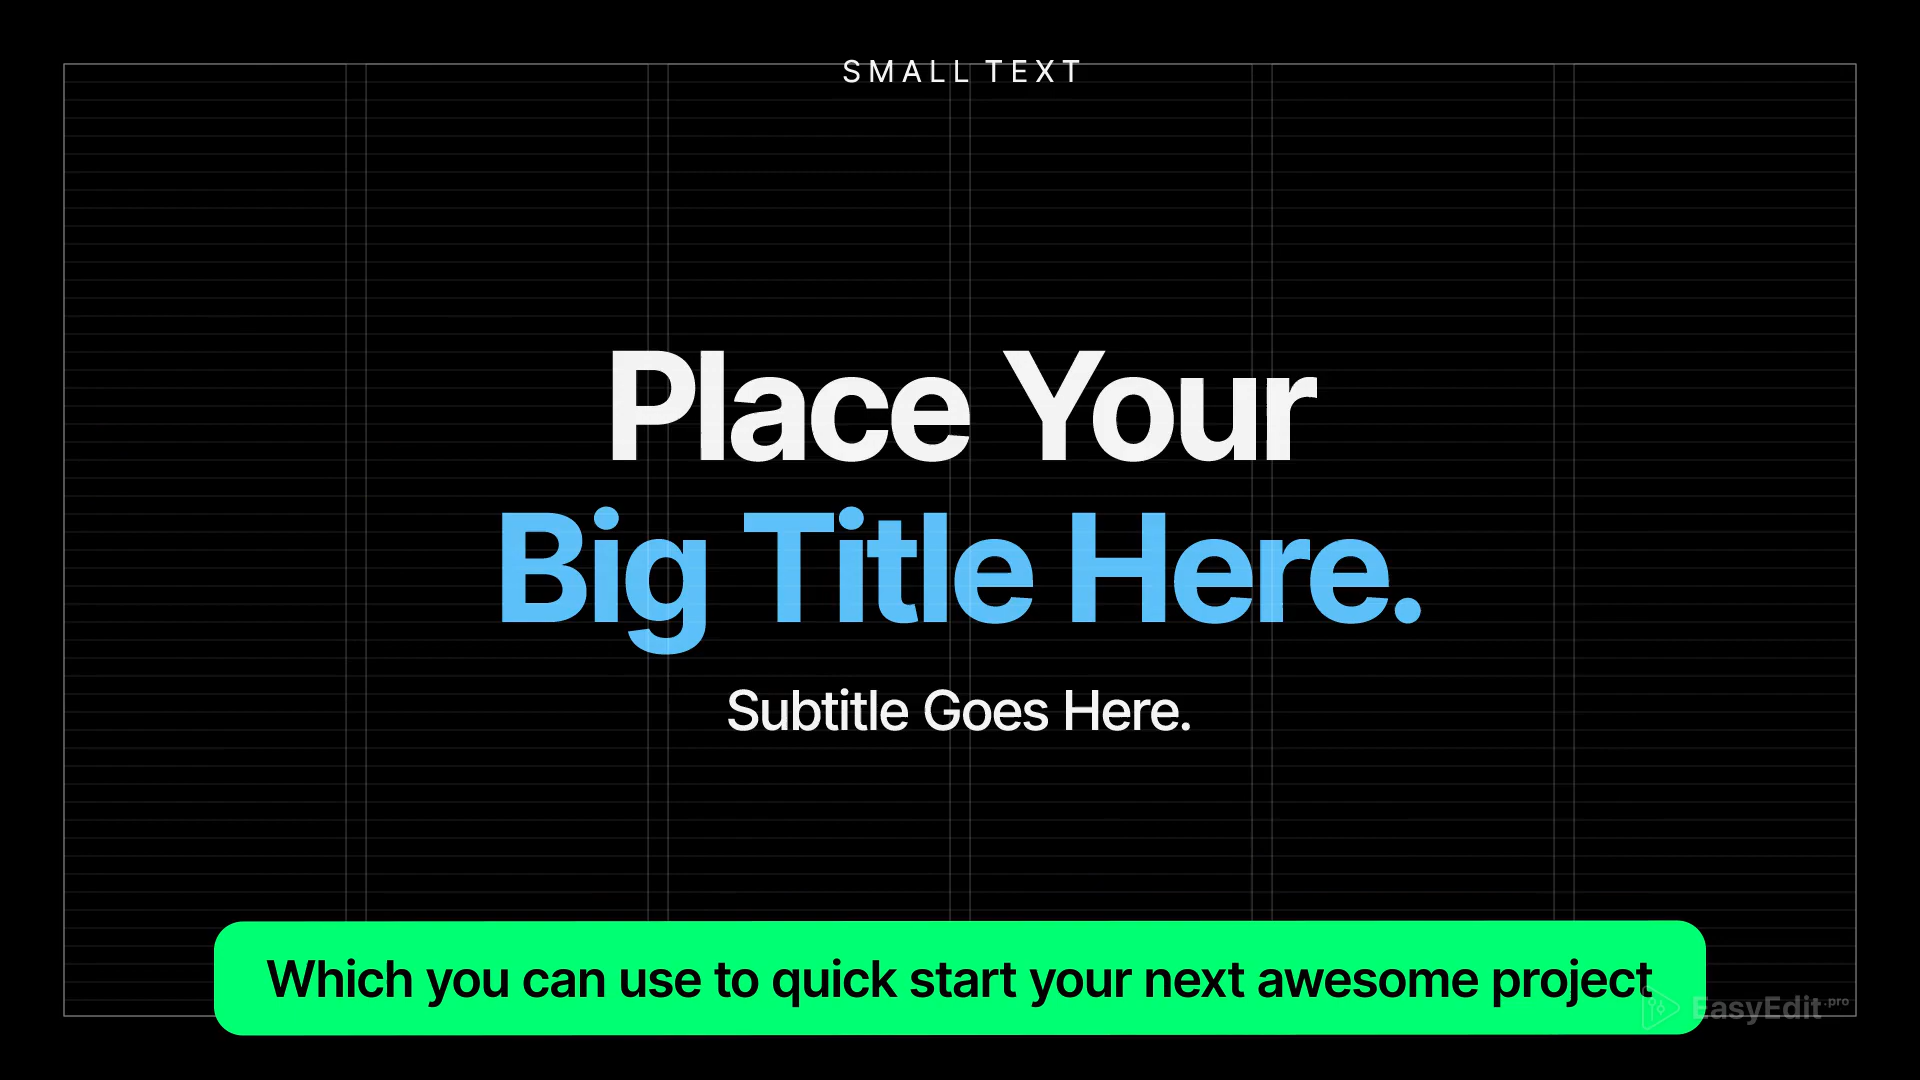 SMALL TEXT
Place Your
Big Title Here.
Subtitle Goes Here.
Which you can use to quick start your next awesome project
EasyEdit.pro